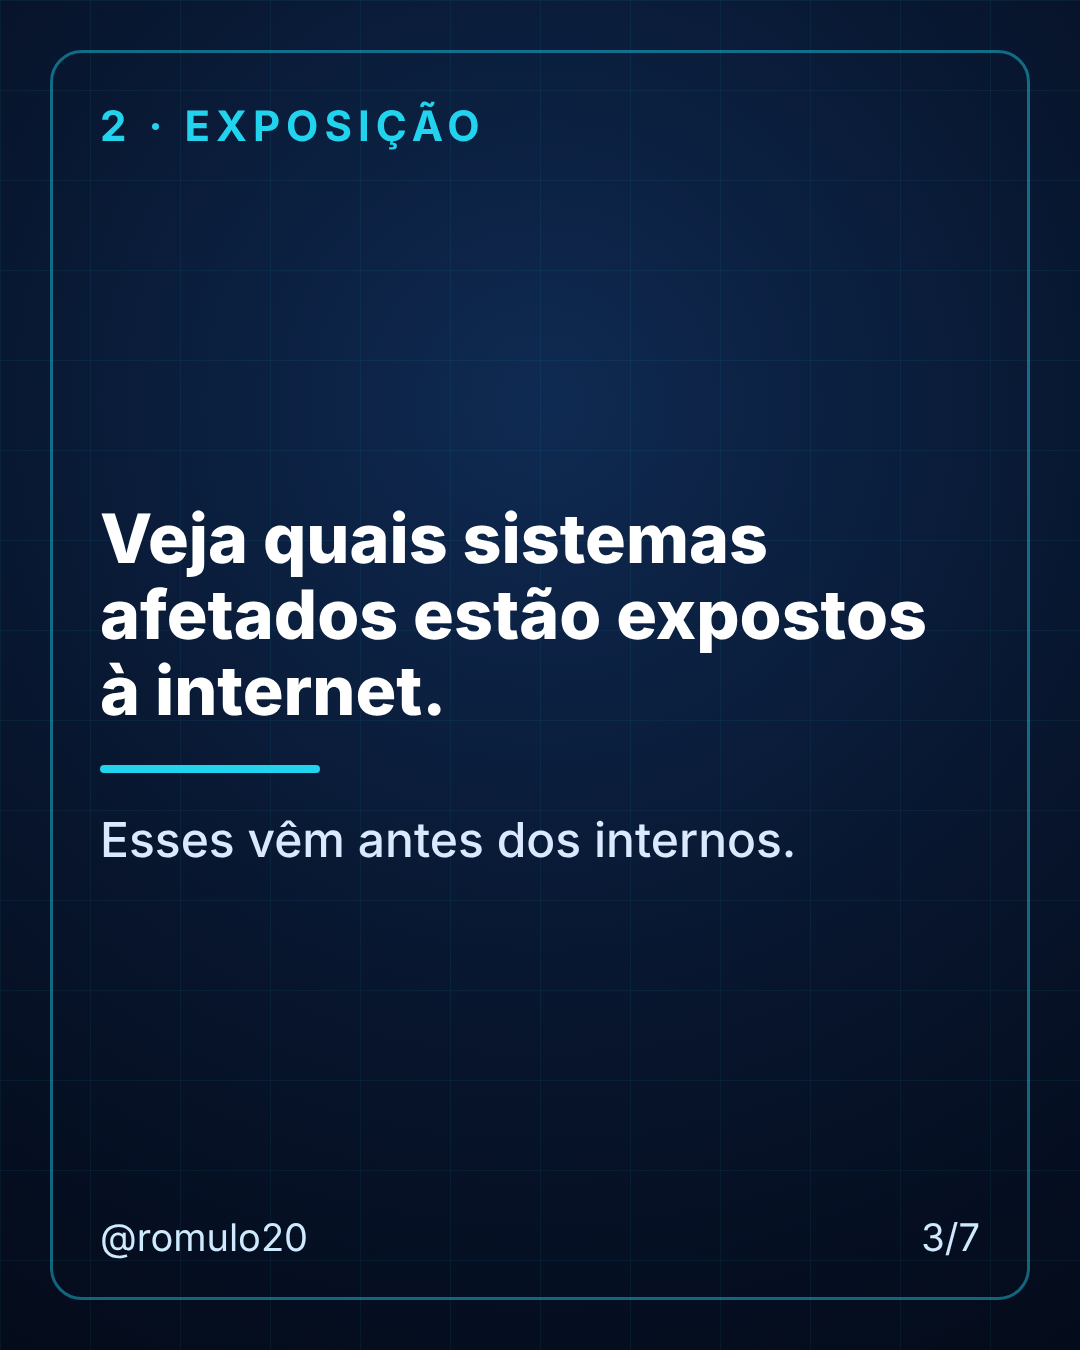 2 · EXPOSIÇÃO
Veja quais sistemas
afetados estão expostos
à internet.
Esses vêm antes dos internos.
@romulo20
3/7